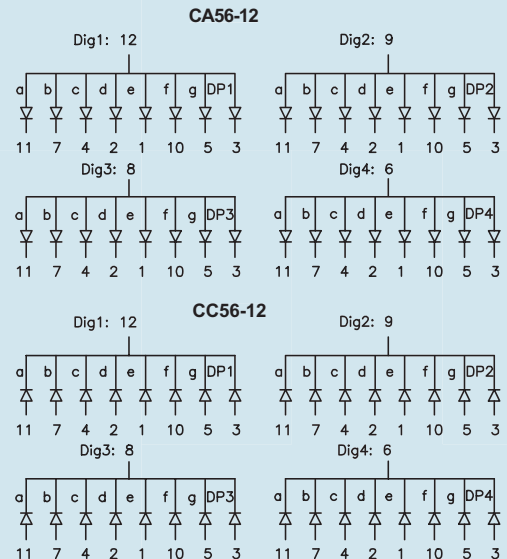 CA56-12
Dig1: 12 Dig2: 9
a b c d e f g DP1 a b c d e f g DP2
11 7 4 2 1 10 5 3 11 7 4 2 1 10 5 3
Dig3: 8 Dig4: 6
a b c d e f g DP3 a b c d e f g DP4
11 7 4 2 1 10 5 3 11 7 4 2 1 10 5 3
CC56-12
Dig1: 12 Dig2: 9
a b c d e f g DP1 a b c d e f g DP2
11 7 4 2 1 10 5 3 11 7 4 2 1 10 5 3
Dig3: 8 Dig4: 6
a b c d e f g DP3 a b c d e f g DP4
11 7 4 2 1 10 5 3 11 7 4 2 1 10 5 3